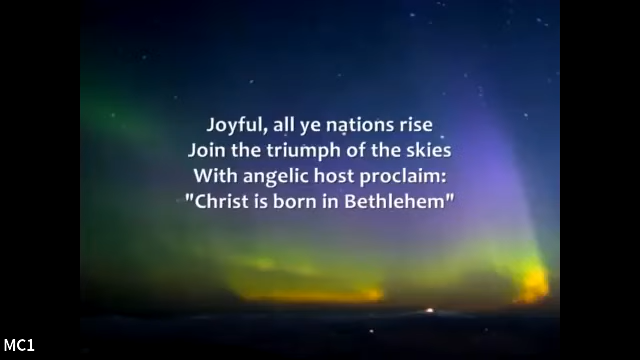 Joyful, all ye nations rise
Join the triumph of the skies
With angelic host proclaim:
"Christ is born in Bethlehem"
MC1